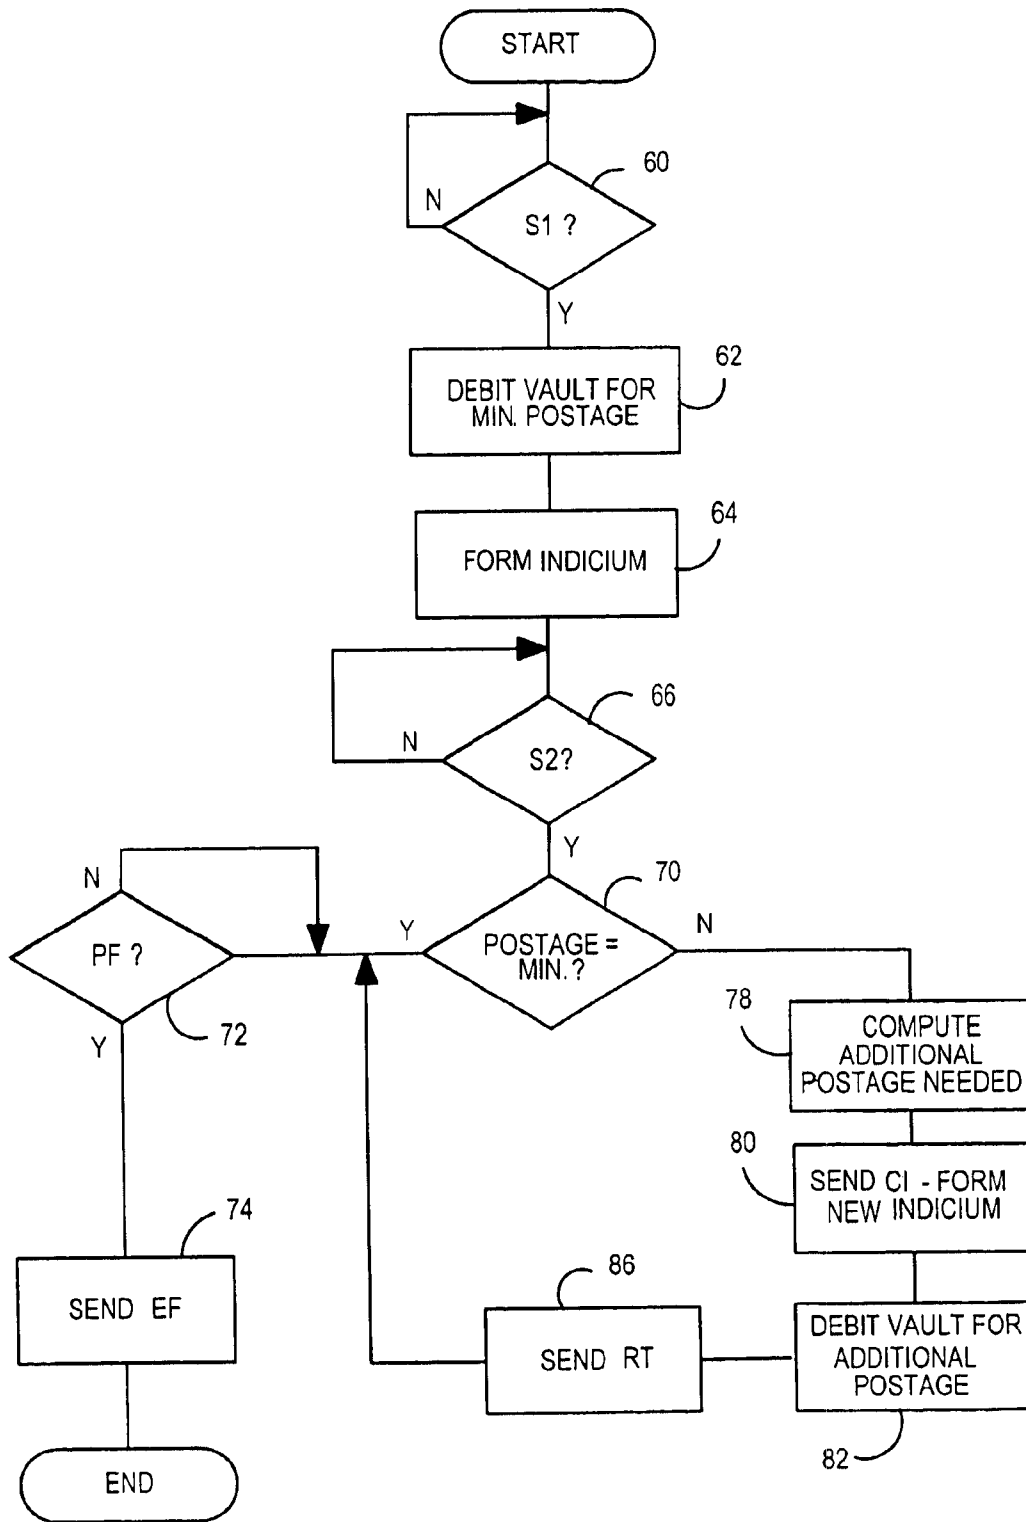 START
60
N
S1 ?
Y
62
DEBIT VAULT FOR
MIN. POSTAGE
64
FORM INDICIUM
66
N
S2?
Y
70
N
Y
N
PF ?
POSTAGE =
MIN. ?
72
Y
78
COMPUTE
ADDITIONAL
POSTAGE NEEDED
80
SEND CI - FORM
NEW INDICIUM
74
SEND EF
86
SEND RT
DEBIT VAULT FOR
ADDITIONAL
POSTAGE
82
END